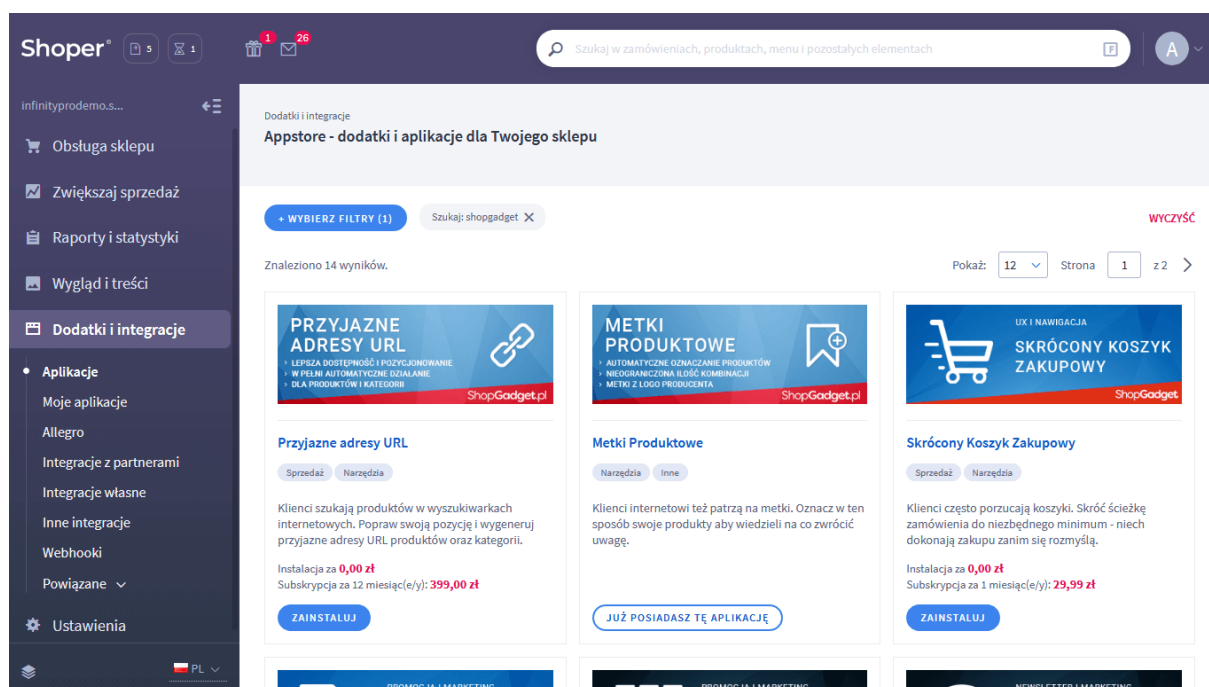 Shoper®
5
1
1
26
Szukaj w zamówieniach, produktach, menu i pozostałych elementach
F
A
infinityprodemo.s...
Obsługa sklepu
Zwiększaj sprzedaż
Raporty i statystyki
Wygląd i treści
Dodatki i integracje
Aplikacje
Moje aplikacje
Allegro
Integracje z partnerami
Integracje własne
Inne integracje
Webhooki
Powiązane
Ustawienia
PL
Dodatki i integracje
Appstore - dodatki i aplikacje dla Twojego sklepu
+ WYBIERZ FILTRY (1)
Szukaj: shopgadget
WYCZYŚĆ
Znaleziono 14 wyników.
Pokaż: 12 Strona 1 z 2
PRZYJAZNE
ADRESY URL
› LEPSZA DOSTĘPNOŚĆ I POZYCJONOWANIE
› W PEŁNI AUTOMATYCZNE DZIAŁANIE
› DLA PRODUKTÓW I KATEGORII
ShopGadget.pl
Przyjazne adresy URL
Sprzedaż Narzędzia
Klienci szukają produktów w wyszukiwarkach
internetowych. Popraw swoją pozycję i wygeneruj
przyjazne adresy URL produktów oraz kategorii.
Instalacja za 0,00 zł
Subskrypcja za 12 miesiąc(e/y): 399,00 zł
ZAINSTALUJ
METKI
PRODUKTOWE
› AUTOMATYCZNE OZNACZANIE PRODUKTÓW
› NIEOGRANICZONA ILOŚĆ KOMBINACJI
› METKI Z LOGO PRODUCENTA
ShopGadget.pl
Metki Produktowe
Narzędzia Inne
Klienci internetowi też patrzą na metki. Oznacz w ten
sposób swoje produkty aby wiedzieli na co zwrócić
uwagę.
JUŻ POSIADASZ TĘ APLIKACJĘ
UX I NAWIGACJA
SKRÓCONY KOSZYK
ZAKUPOWY
ShopGadget
Skrócony Koszyk Zakupowy
Sprzedaż Narzędzia
Klienci często porzucają koszyki. Skróć ścieżkę
zamówienia do niezbędnego minimum - niech
dokonają zakupu zanim się rozmyślą.
Instalacja za 0,00 zł
Subskrypcja za 1 miesiąc(e/y): 29,99 zł
ZAINSTALUJ
PROMOCJA I MARKETING
PROMOCJA I MARKETING
NEWSLETTER I MARKETING